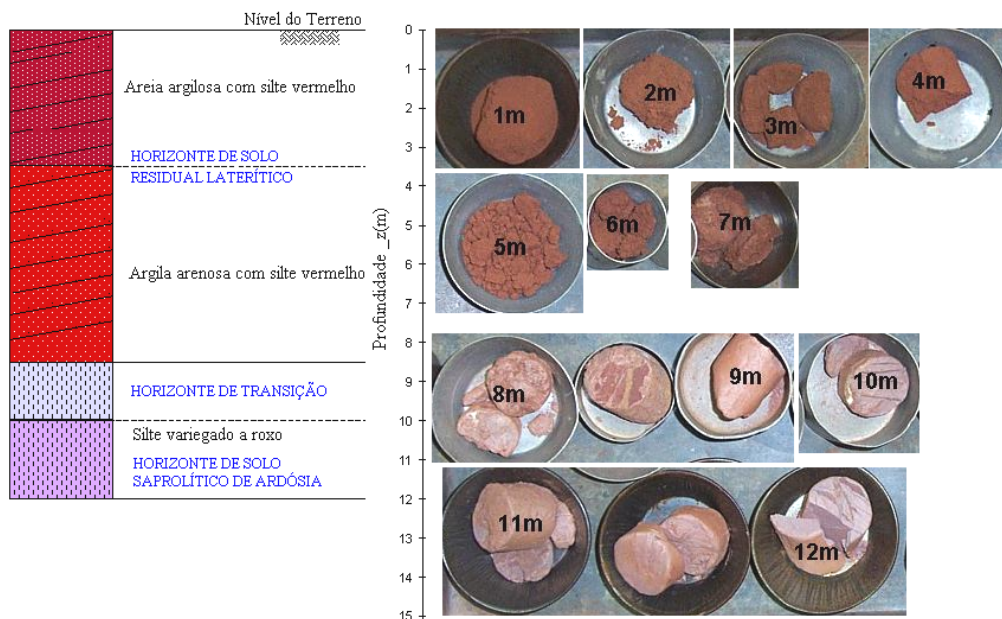 Nível do Terreno
Areia argilosa com silte vermelho
HORIZONTE DE SOLO
RESIDUAL LATERÍTICO
Argila arenosa com silte vermelho
HORIZONTE DE TRANSIÇÃO
Silte variegado a roxo
HORIZONTE DE SOLO
SAPROLÍTICO DE ARDÓSIA
Profundidade _z(m)
0
1
2
3
4
5
6
7
8
9
10
11
12
13
14
15
1m
2m
3m
4m
5m
6m
7m
8m
9m
10m
11m
12m